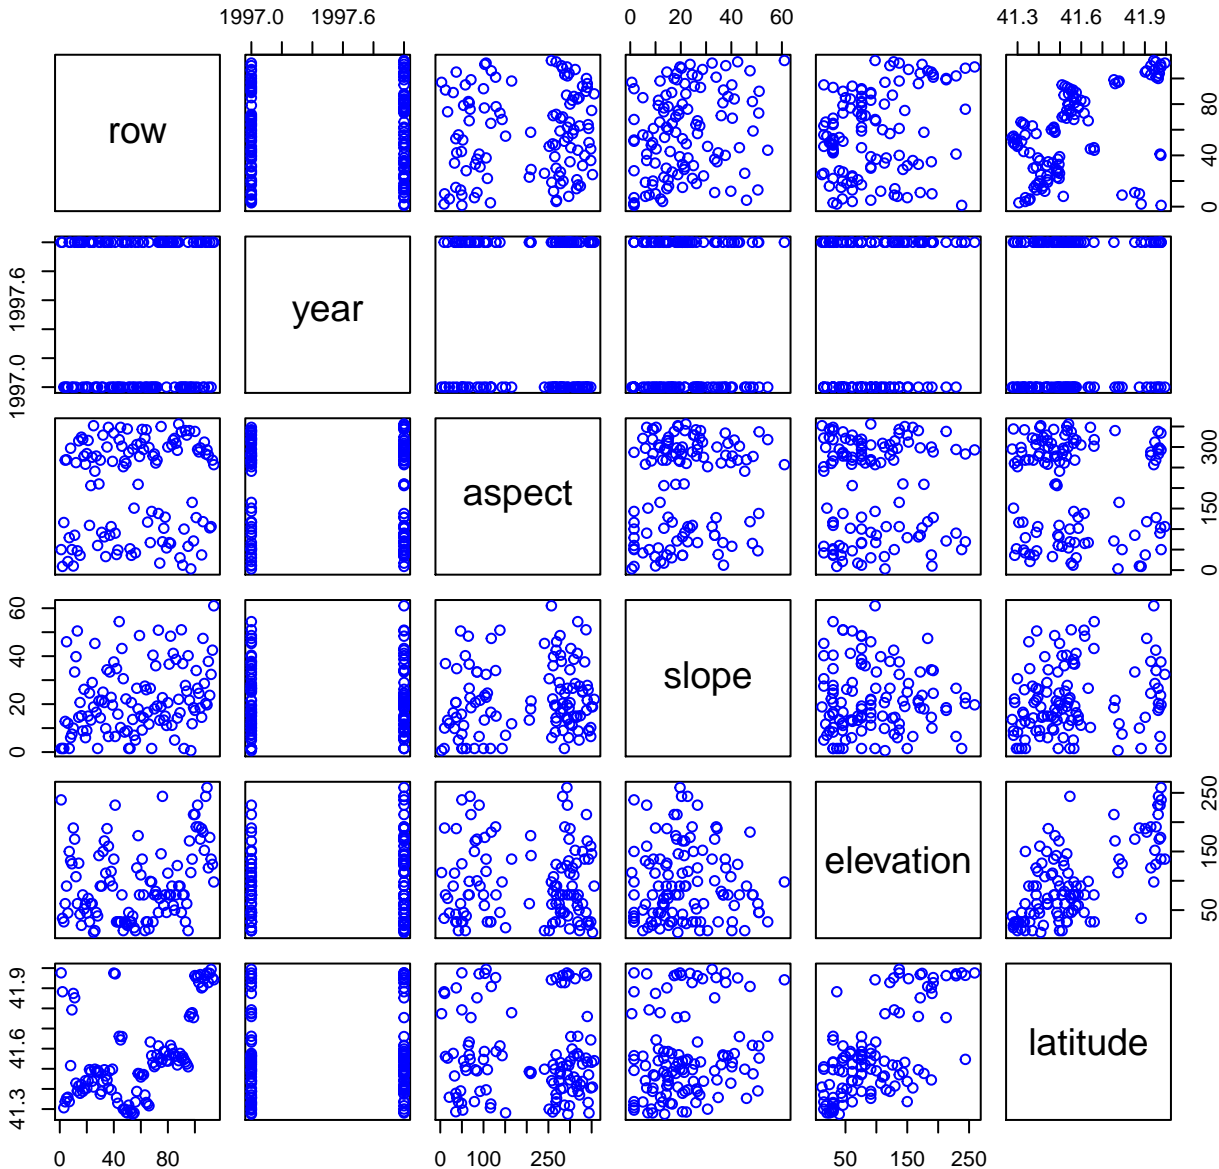 1997.0 1997.6 0 20 40 60 41.3 41.6 41.9
row 0 40 80
1997.0 1997.6 year
aspect 0 150 300
0 20 40 60 slope
elevation 50 150 250
41.3 41.6 41.9 latitude
0 40 80 0 100 250 50 150 250